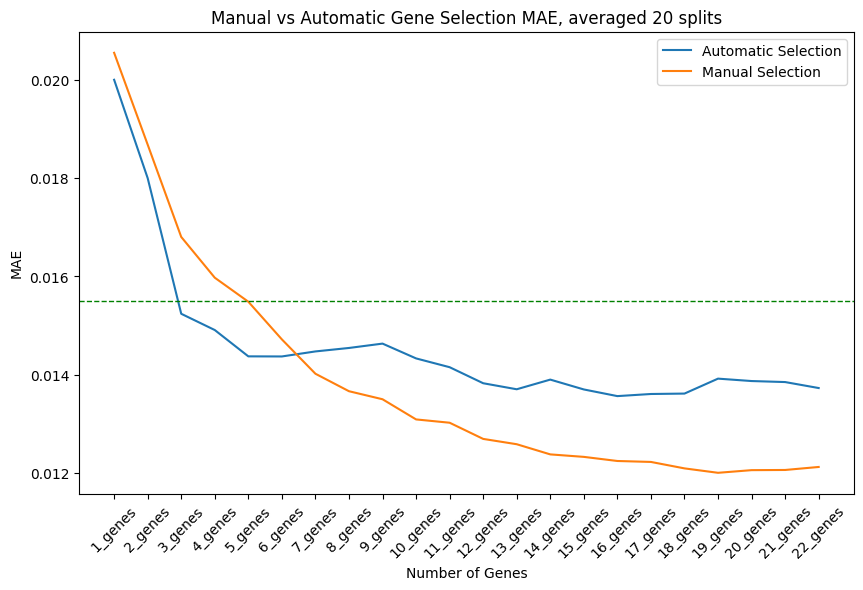 Manual vs Automatic Gene Selection MAE, averaged 20 splits
Automatic Selection
Manual Selection
MAE
0.020
0.018
0.016
0.014
0.012
1_genes
2_genes
3_genes
4_genes
5_genes
6_genes
7_genes
8_genes
9_genes
10_genes
11_genes
12_genes
13_genes
14_genes
15_genes
16_genes
17_genes
18_genes
19_genes
20_genes
21_genes
22_genes
Number of Genes